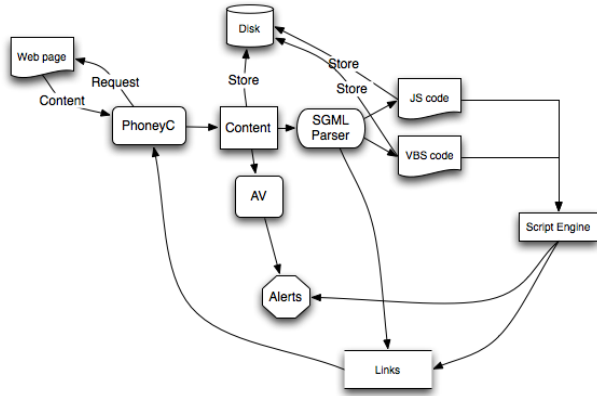 Disk
Web page
Request
Store
Store
Store
JS code
Content
PhoneyC
Content
SGML
Parser
VBS code
AV
Script Engine
Alerts
Links